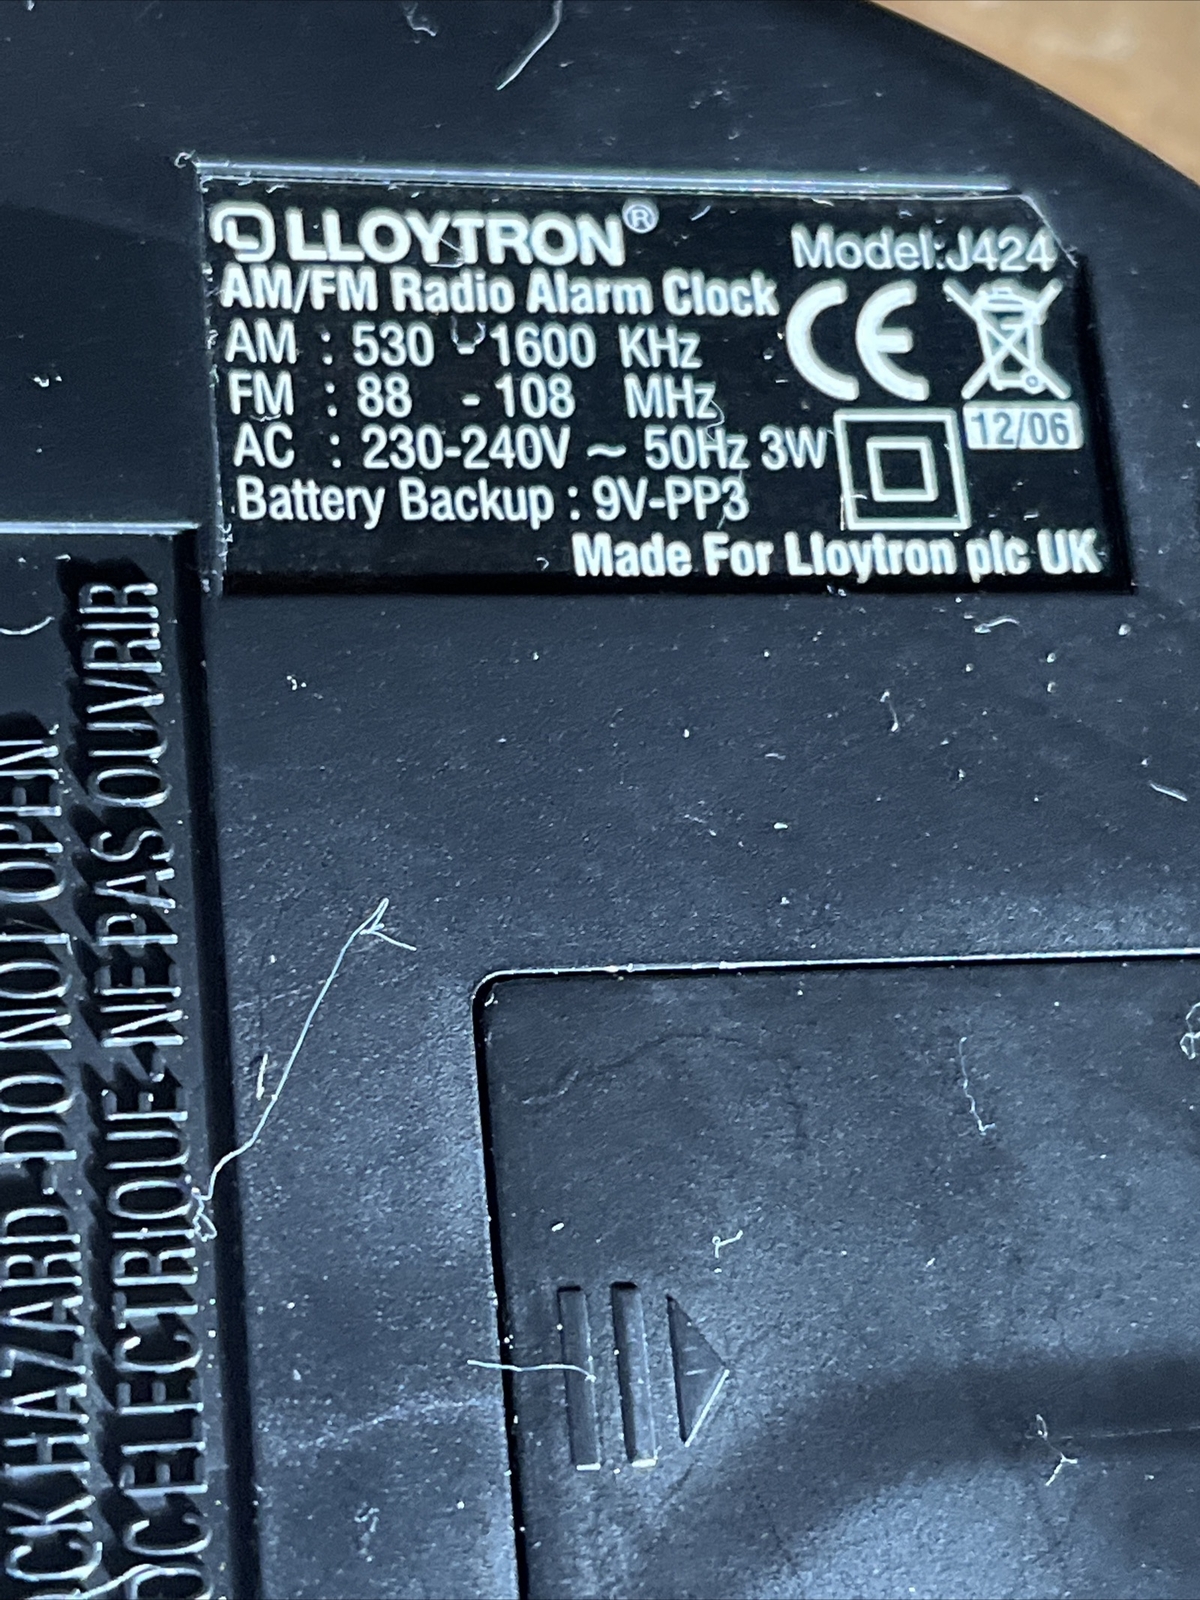 LLOYTRON®
Model:J424
AM/FM Radio Alarm Clock
AM : 530 - 1600 KHz
FM : 88 - 108 MHz
AC : 230-240V ~ 50Hz 3W
Battery Backup : 9V-PP3
CE
12/06
Made For Lloytron plc UK
HAZARD-DO NOT OPEN
ELECTRIQUE-NE PAS OUVRIR